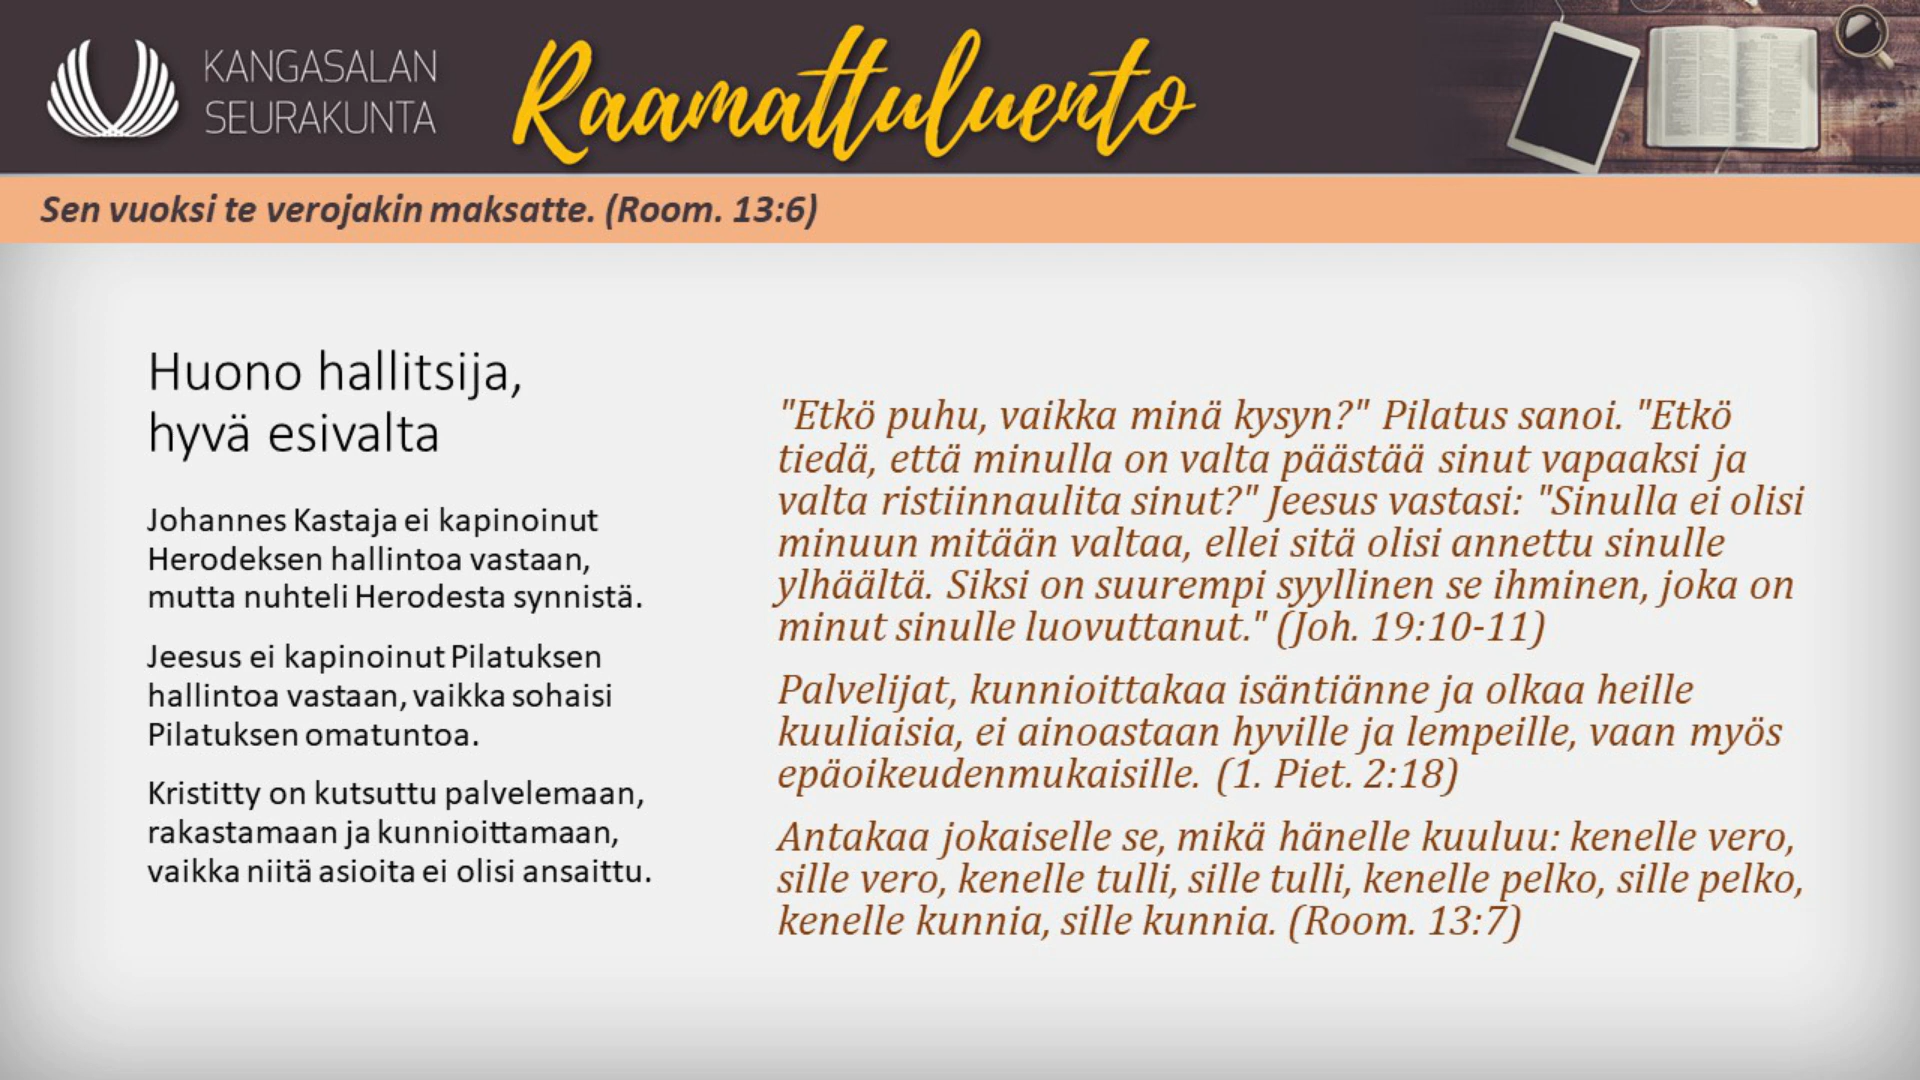 KANGASALAN
SEURAKUNTA
Raamattuluento
Sen vuoksi te verojakin maksatte. (Room. 13:6)
Huono hallitsija,
hyvä esivalta
Johannes Kastaja ei kapinoinut
Herodeksen hallintoa vastaan,
mutta nuhteli Herodesta synnistä.
Jeesus ei kapinoinut Pilatuksen
hallintoa vastaan, vaikka sohaisi
Pilatuksen omatuntoa.
Kristitty on kutsuttu palvelemaan,
rakastamaan ja kunnioittamaan,
vaikka niitä asioita ei olisi ansaittu.
"Etkö puhu, vaikka minä kysyn?" Pilatus sanoi. "Etkö
tiedä, että minulla on valta päästää sinut vapaaksi ja
valta ristiinnaulita sinut?" Jeesus vastasi: "Sinulla ei olisi
minuun mitään valtaa, ellei sitä olisi annettu sinulle
ylhäältä. Siksi on suurempi syyllinen se ihminen, joka on
minut sinulle luovuttanut." (Joh. 19:10-11)
Palvelijat, kunnioittakaa isäntiänne ja olkaa heille
kuuliaisia, ei ainoastaan hyville ja lempeille, vaan myös
epäoikeudenmukaisille. (1. Piet. 2:18)
Antakaa jokaiselle se, mikä hänelle kuuluu: kenelle vero,
sille vero, kenelle tulli, sille tulli, kenelle pelko, sille pelko,
kenelle kunnia, sille kunnia. (Room. 13:7)